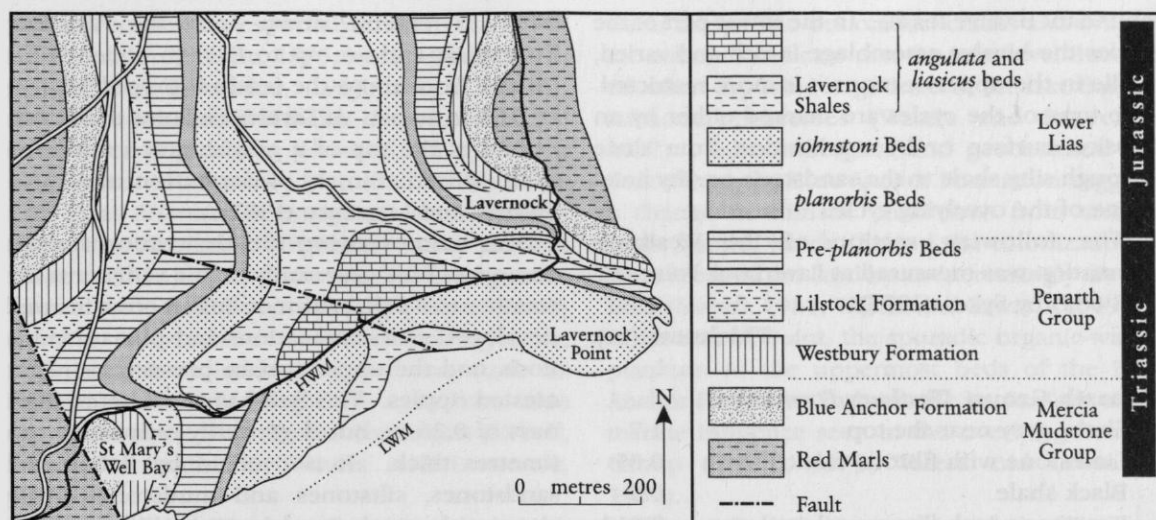 Lavernock
Lavernock
Point
HWM
LWM
St Mary's
Well Bay
N
0 metres 200
angulata and
liasicus beds
Lavernock
Shales
johnstoni Beds
planorbis Beds
Pre-planorbis Beds
Lilstock Fomation
Westbury Formation
Blue Anchor Formation
Red Marls
Fault
Lower
Lias
Penarth
Group
Mercia
Mudstone
Group
Jurassic
Triassic